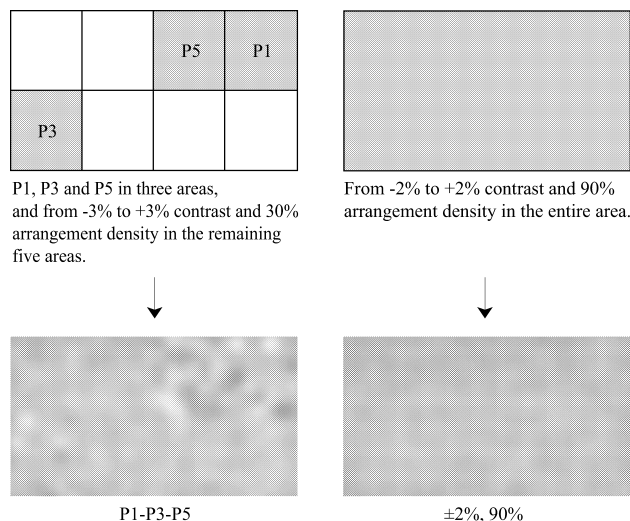 P5 P1
P3
P1, P3 and P5 in three areas,
and from -3% to +3% contrast and 30%
arrangement density in the remaining
five areas.
From -2% to +2% contrast and 90%
arrangement density in the entire area.
P1-P3-P5
±2%, 90%